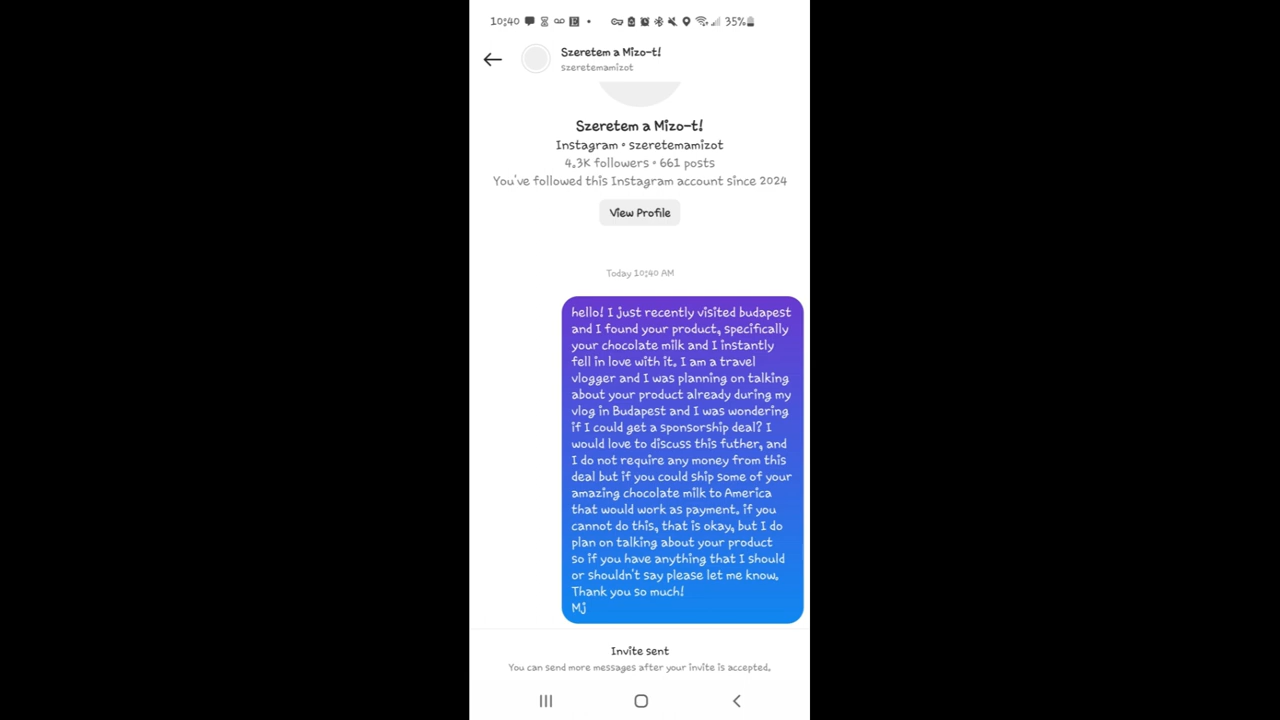 10:40 35%
Szeretem a Mizo-t!
szeretemamizot
Szeretem a Mizo-t!
Instagram • szeretemamizot
4.3K followers • 661 posts
You've followed this Instagram account since 2024
View Profile
Today 10:40 AM
hello! I just recently visited budapest
and I found your product, specifically
your chocolate milk and I instantly
fell in love with it. I am a travel
vlogger and I was planning on talking
about your product already during my
vlog in Budapest and I was wondering
if I could get a sponsorship deal? I
would love to discuss this futher, and
I do not require any money from this
deal but if you could ship some of your
amazing chocolate milk to America
that would work as payment. if you
cannot do this, that is okay, but I do
plan on talking about your product
so if you have anything that I should
or shouldn't say please let me know.
Thank you so much!
Mj
Invite sent
You can send more messages after your invite is accepted.